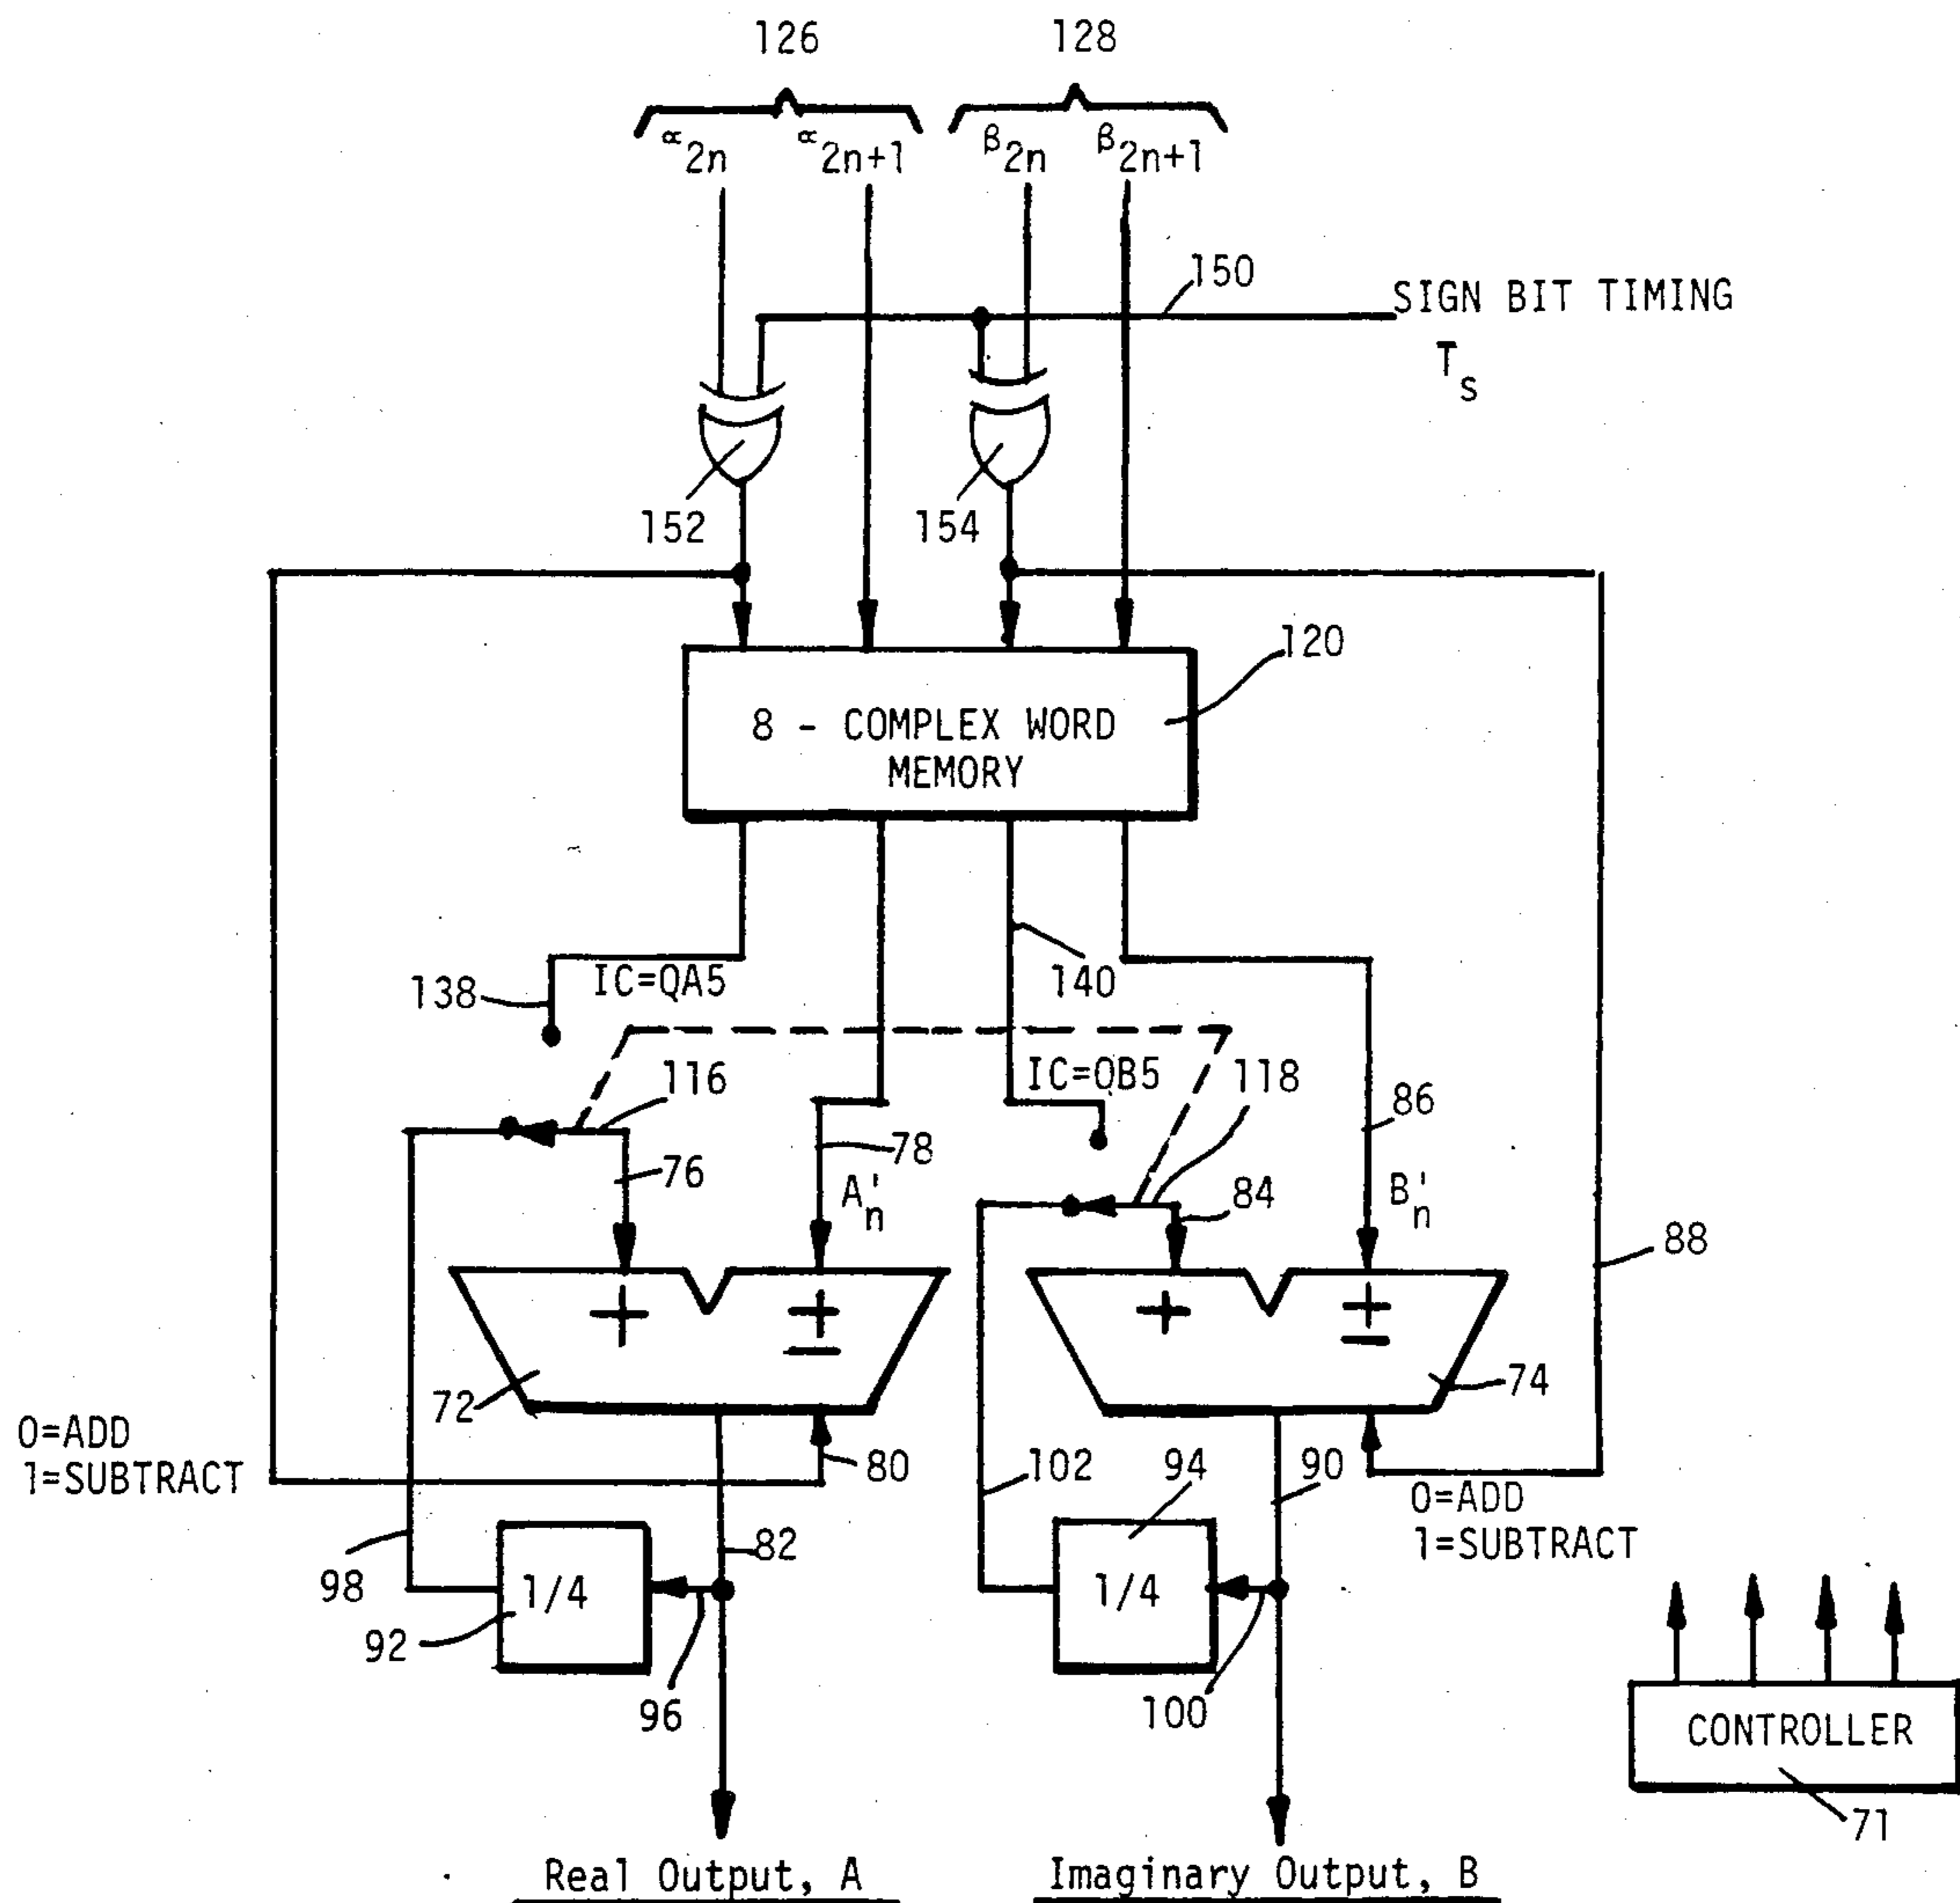 126 128
α2n α2n+1 β2n β2n+1
150
SIGN BIT TIMING
Ts
152 154
120
8 - COMPLEX WORD
MEMORY
138 IC=QA5 140
116 IC=OB5 118
86
78
76 A'n 84 B'n
88
+ ± + ±
72 74
0=ADD
1=SUBTRACT
80 102 94 90
0=ADD
1=SUBTRACT
82
98 1/4 1/4
92
96 100
CONTROLLER
71
Real Output, A Imaginary Output, B